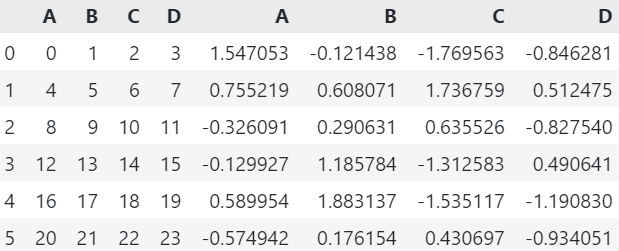 A B C D A B C D
0 0 1 2 3 1.547053 -0.121438 -1.769563 -0.846281
1 4 5 6 7 0.755219 0.608071 1.736759 0.512475
2 8 9 10 11 -0.326091 0.290631 0.635526 -0.827540
3 12 13 14 15 -0.129927 1.185784 -1.312583 0.490641
4 16 17 18 19 0.589954 1.883137 -1.535117 -1.190830
5 20 21 22 23 -0.574942 0.176154 0.430697 -0.934051